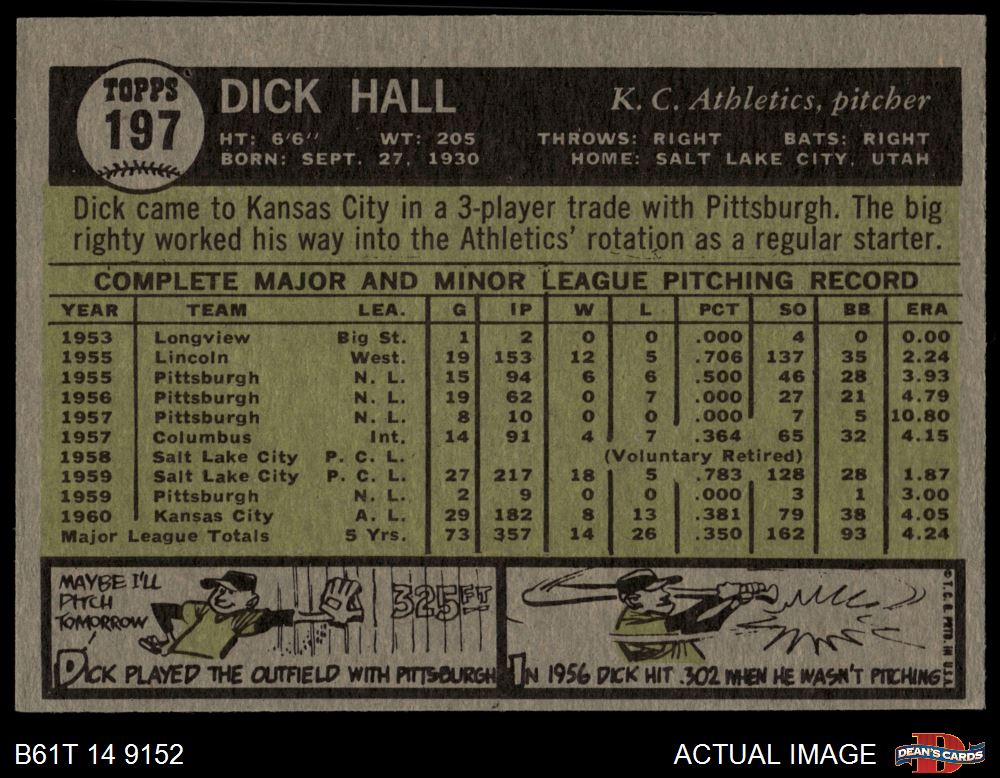 TOPPS
197
DICK HALL
K. C. Athletics, pitcher
HT: 6'6" WT: 205 THROWS: RIGHT BATS: RIGHT
BORN: SEPT. 27, 1930 HOME: SALT LAKE CITY, UTAH
Dick came to Kansas City in a 3-player trade with Pittsburgh. The big
righty worked his way into the Athletics' rotation as a regular starter.
COMPLETE MAJOR AND MINOR LEAGUE PITCHING RECORD
YEAR TEAM LEA. G IP W L PCT SO BB ERA
1953 Longview Big St. 1 2 0 0 .000 4 0 0.00
1955 Lincoln West. 19 153 12 5 .706 137 35 2.24
1955 Pittsburgh N. L. 15 94 6 6 .500 46 28 3.93
1956 Pittsburgh N. L. 19 62 0 7 .000 27 21 4.79
1957 Pittsburgh N. L. 8 10 0 0 .000 7 5 10.80
1957 Columbus Int. 14 91 4 7 .364 65 32 4.15
1958 Salt Lake City P. C. L. (Voluntary Retired)
1959 Salt Lake City P. C. L. 27 217 18 5 .783 128 28 1.87
1959 Pittsburgh N. L. 2 9 0 0 .000 3 1 3.00
1960 Kansas City A. L. 29 182 8 13 .381 79 38 4.05
Major League Totals 5 Yrs. 73 357 14 26 .350 162 93 4.24
MAYBE I'LL
PITCH
TOMORROW
325 FT
DICK PLAYED THE OUTFIELD WITH PITTSBURGH
IN 1956 DICK HIT .302 WHEN HE WASN'T PITCHING
© T.C.G. PRTD. IN U.S.A.
B61T 14 9152
ACTUAL IMAGE
D
DEAN'S CARDS